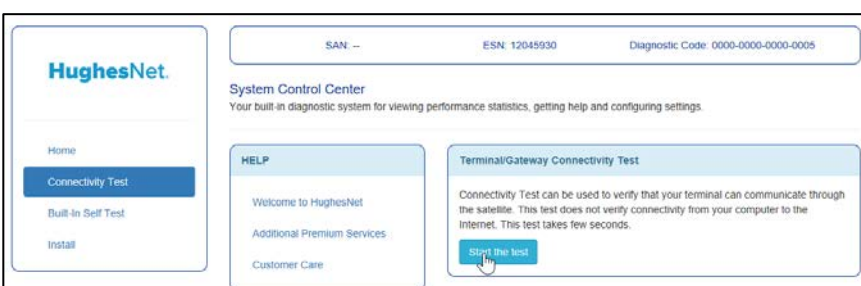 HughesNet.
Home
Connectivity Test
Built-In Self Test
Install
SAN: --
ESN: 12045930
Diagnostic Code: 0000-0000-0000-0005
System Control Center
Your built-in diagnostic system for viewing performance statistics, getting help and configuring settings.
HELP
Welcome to HughesNet
Additional Premium Services
Customer Care
Terminal/Gateway Connectivity Test
Connectivity Test can be used to verify that your terminal can communicate through
the satellite. This test does not verify connectivity from your computer to the
Internet. This test takes few seconds.
Start the test